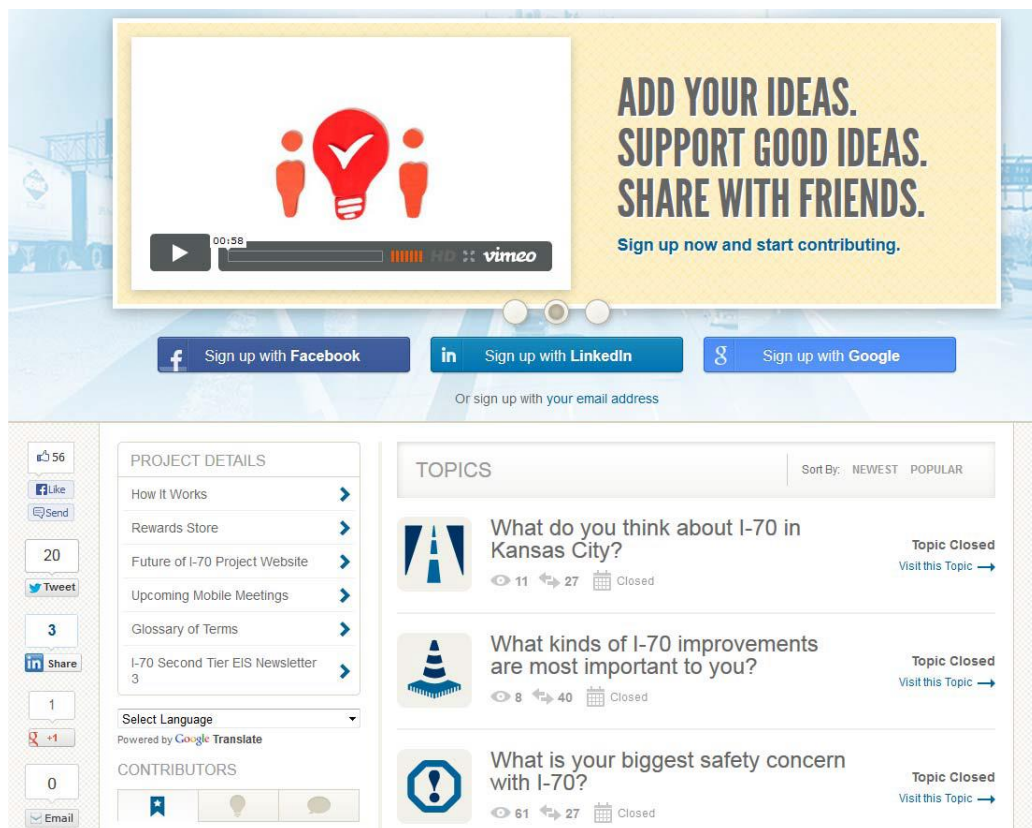 ADD YOUR IDEAS.
SUPPORT GOOD IDEAS.
SHARE WITH FRIENDS.
Sign up now and start contributing.
00:58
HD vimeo
f Sign up with Facebook
in Sign up with LinkedIn
g Sign up with Google
Or sign up with your email address
56
Like
Send
20
Tweet
3
in Share
1
g +1
0
Email
PROJECT DETAILS
How It Works
Rewards Store
Future of I-70 Project Website
Upcoming Mobile Meetings
Glossary of Terms
I-70 Second Tier EIS Newsletter
3
Select Language
Powered by Google Translate
CONTRIBUTORS
TOPICS
Sort By: NEWEST POPULAR
What do you think about I-70 in
Kansas City?
11 27 Closed
Topic Closed
Visit this Topic
What kinds of I-70 improvements
are most important to you?
8 40 Closed
Topic Closed
Visit this Topic
What is your biggest safety concern
with I-70?
61 27 Closed
Topic Closed
Visit this Topic